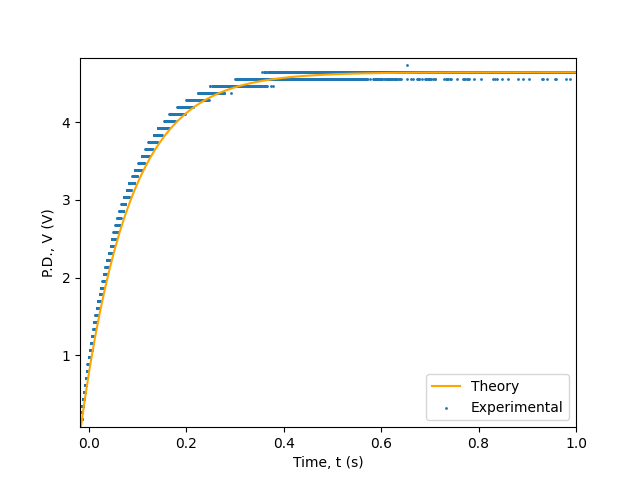 4
3
2
1
P.D., V (V)
0.0 0.2 0.4 0.6 0.8 1.0
Time, t (s)
Theory
Experimental